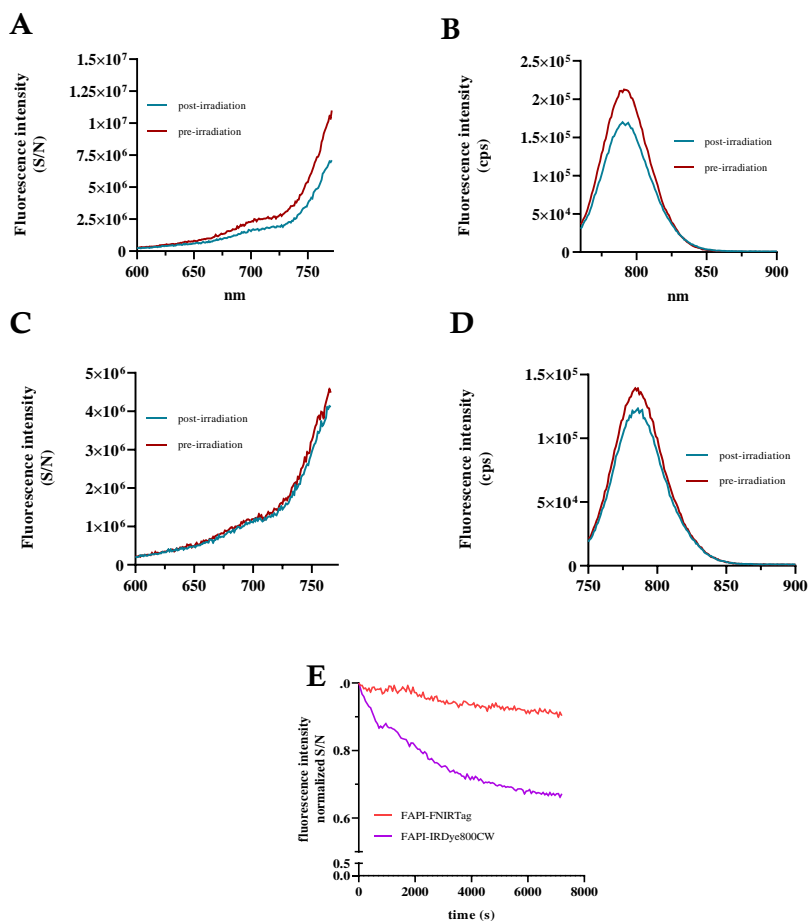 A
Fluorescence intensity
(S/N)
1.5×10⁷
1.3×10⁷
1.0×10⁷
7.5×10⁶
5.0×10⁶
2.5×10⁶
0
post-irradiation
pre-irradiation
600
650
700
750
nm
B
Fluorescence intensity
(cps)
2.5×10⁵
2×10⁵
1.5×10⁵
1×10⁵
5×10⁴
0
post-irradiation
pre-irradiation
800
850
900
nm
C
Fluorescence intensity
(S/N)
5×10⁶
4×10⁶
3×10⁶
2×10⁶
1×10⁶
0
post-irradiation
pre-irradiation
600
650
700
750
D
Fluorescence intensity
(cps)
1.5×10⁵
1×10⁵
5×10⁴
0
post-irradiation
pre-irradiation
750
800
850
900
E
fluorescence intensity
normalized S/N
.0
0.8
0.6
0.5
0.0
FAPI-FNIRTag
FAPI-IRDye800CW
0
2000
4000
6000
8000
time (s)